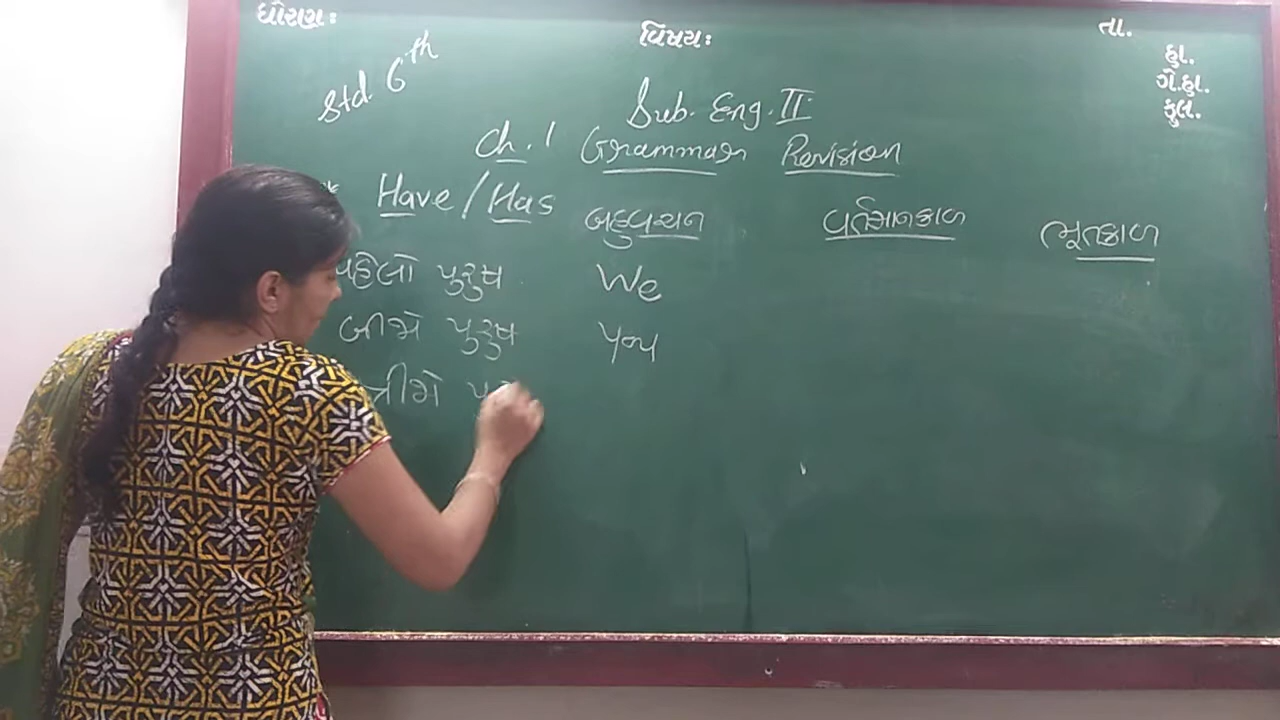 ધોરણઃ વિષયઃ તા.
હા.
ગે.હા.
કુલ.
Std. 6th
Sub. Eng. II
Ch. 1 Grammar Revision
* Have / Has બહુવચન વર્તમાનકાળ ભૂતકાળ
પહેલો પુરુષ We
બીજો પુરુષ you
ત્રીજો